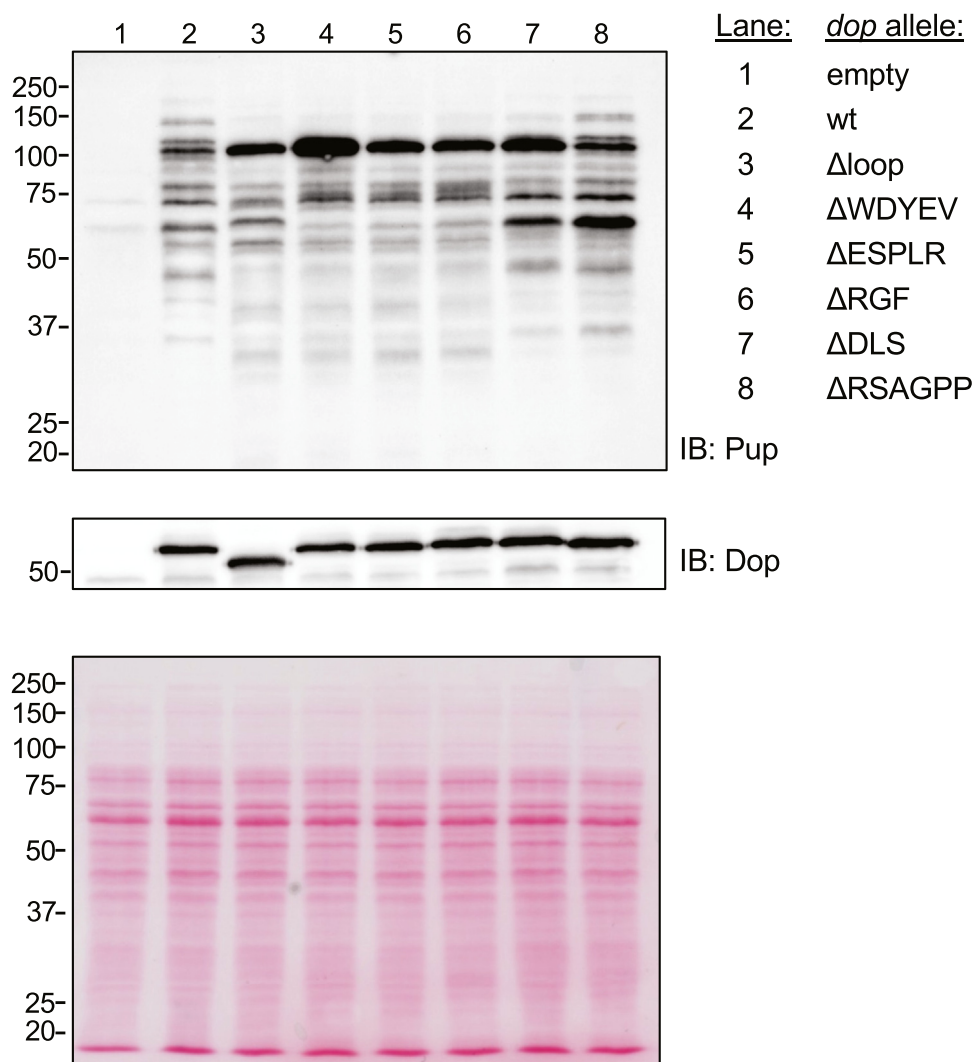 1 2 3 4 5 6 7 8
Lane: dop allele:
1 empty
2 wt
3 Δloop
4 ΔWDYEV
5 ΔESPLR
6 ΔRGF
7 ΔDLS
8 ΔRSAGPP
250-
150-
100-
75-
50-
37-
25-
20-
IB: Pup
50-
IB: Dop
250-
150-
100-
75-
50-
37-
25-
20-